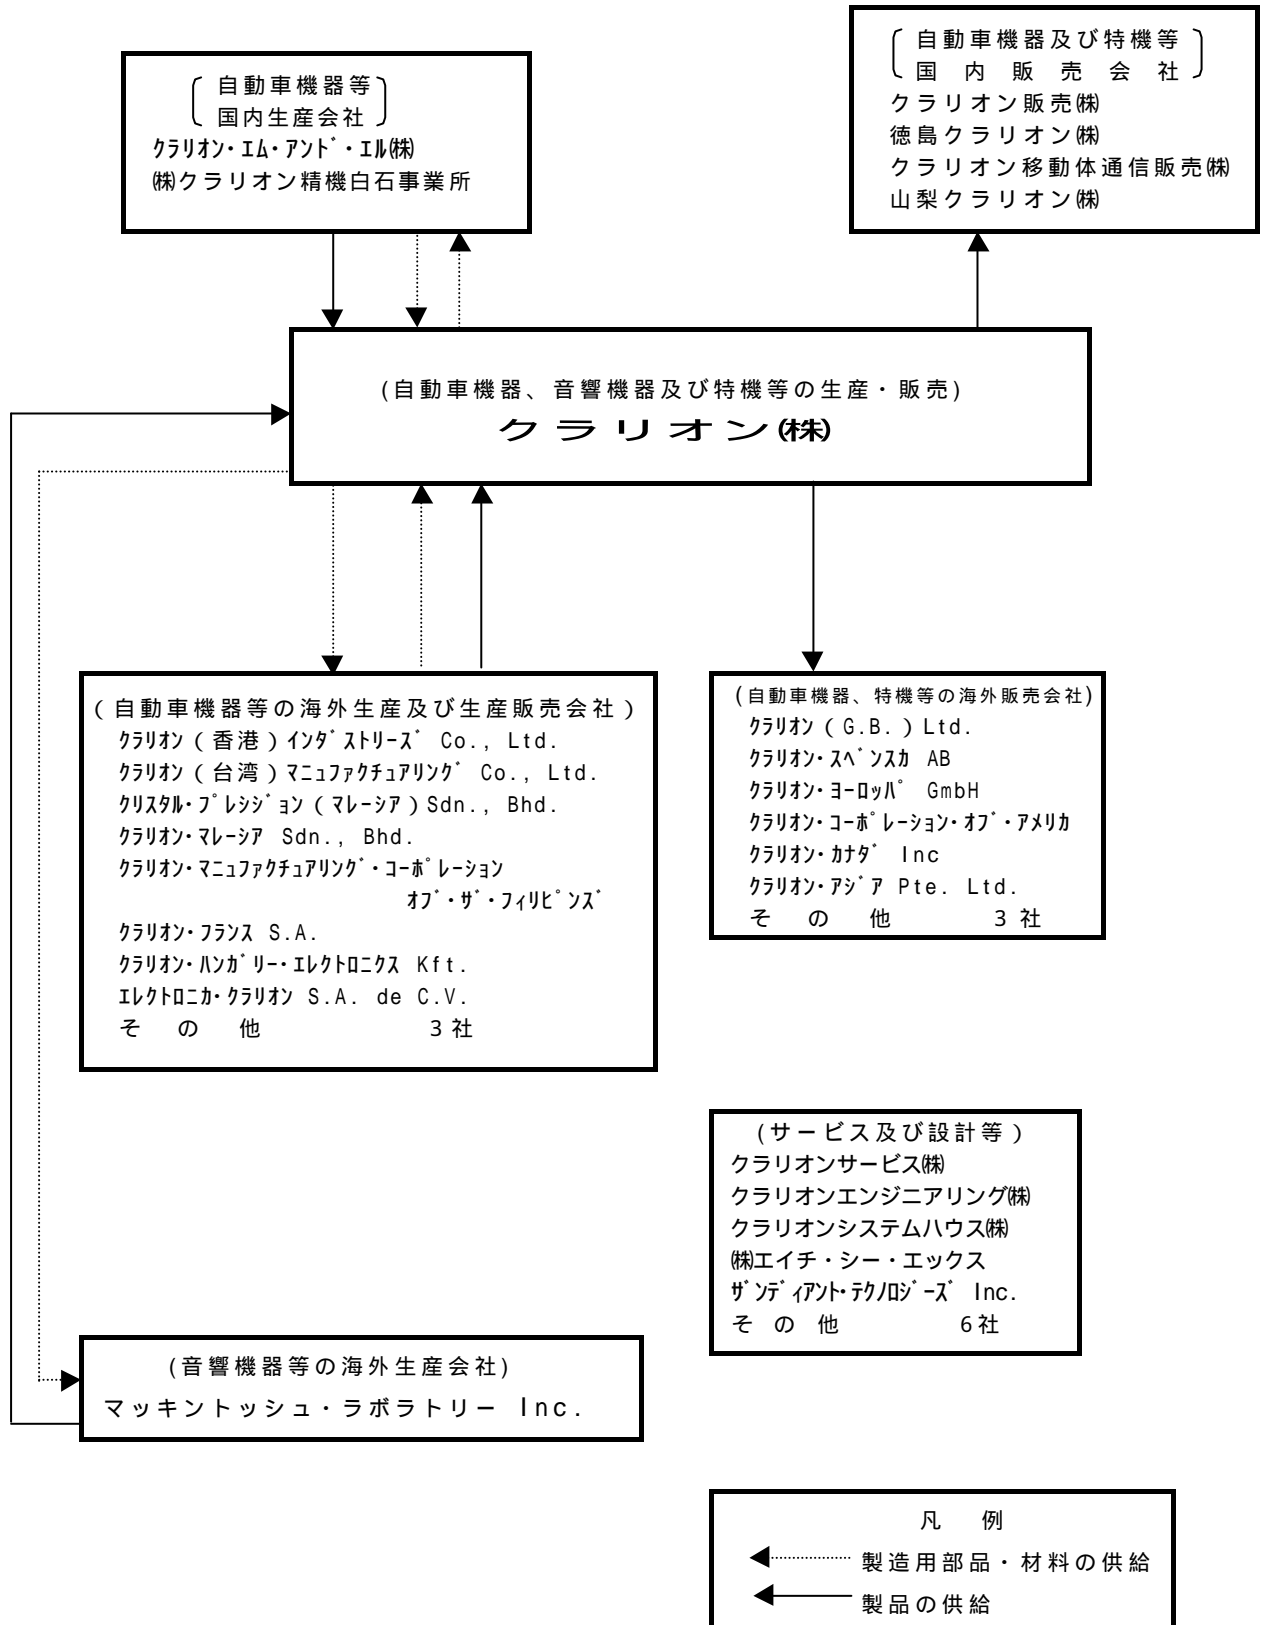 自動車機器等
国内生産会社
ｸﾗﾘｵﾝ・ｴﾑ・ｱﾝﾄﾞ・ｴﾙ㈱
㈱クラリオン精機白石事業所
自動車機器及び特機等
国内販売会社
クラリオン販売㈱
徳島クラリオン㈱
クラリオン移動体通信販売㈱
山梨クラリオン㈱
(自動車機器、音響機器及び特機等の生産・販売)
クラリオン㈱
(自動車機器等の海外生産及び生産販売会社)
ｸﾗﾘｵﾝ(香港)ｲﾝﾀﾞｽﾄﾘｰｽﾞ Co., Ltd.
ｸﾗﾘｵﾝ(台湾)ﾏﾆｭﾌｧｸﾁｭｱﾘﾝｸﾞ Co., Ltd.
ｸﾘｽﾀﾙ・ﾌﾟﾚｼｼﾞｮﾝ(ﾏﾚｰｼｱ)Sdn., Bhd.
ｸﾗﾘｵﾝ・ﾏﾚｰｼｱ Sdn., Bhd.
ｸﾗﾘｵﾝ・ﾏﾆｭﾌｧｸﾁｭｱﾘﾝｸﾞ・ｺｰﾎﾟﾚｰｼｮﾝ
ｵﾌﾞ・ｻﾞ・ﾌｨﾘﾋﾟﾝｽﾞ
ｸﾗﾘｵﾝ・ﾌﾗﾝｽ S.A.
ｸﾗﾘｵﾝ・ﾊﾝｶﾞﾘｰ・ｴﾚｸﾄﾛﾆｸｽ Kft.
ｴﾚｸﾄﾛﾆｶ・ｸﾗﾘｵﾝ S.A. de C.V.
その他 3社
(自動車機器、特機等の海外販売会社)
ｸﾗﾘｵﾝ(G.B.)Ltd.
ｸﾗﾘｵﾝ・ｽﾍﾞﾝｽｶ AB
ｸﾗﾘｵﾝ・ﾖｰﾛｯﾊﾟ GmbH
ｸﾗﾘｵﾝ・ｺｰﾎﾟﾚｰｼｮﾝ・ｵﾌﾞ・ｱﾒﾘｶ
ｸﾗﾘｵﾝ・ｶﾅﾀﾞ Inc
ｸﾗﾘｵﾝ・ｱｼﾞｱ Pte. Ltd.
その他 3社
(サービス及び設計等)
クラリオンサービス㈱
クラリオンエンジニアリング㈱
クラリオンシステムハウス㈱
㈱エイチ・シー・エックス
ｻﾞﾝﾃﾞｨｱﾝﾄ・ﾃｸﾉﾛｼﾞｰｽﾞ Inc.
その他 6社
(音響機器等の海外生産会社)
マッキントッシュ・ラボラトリー Inc.
凡例
製造用部品・材料の供給
製品の供給